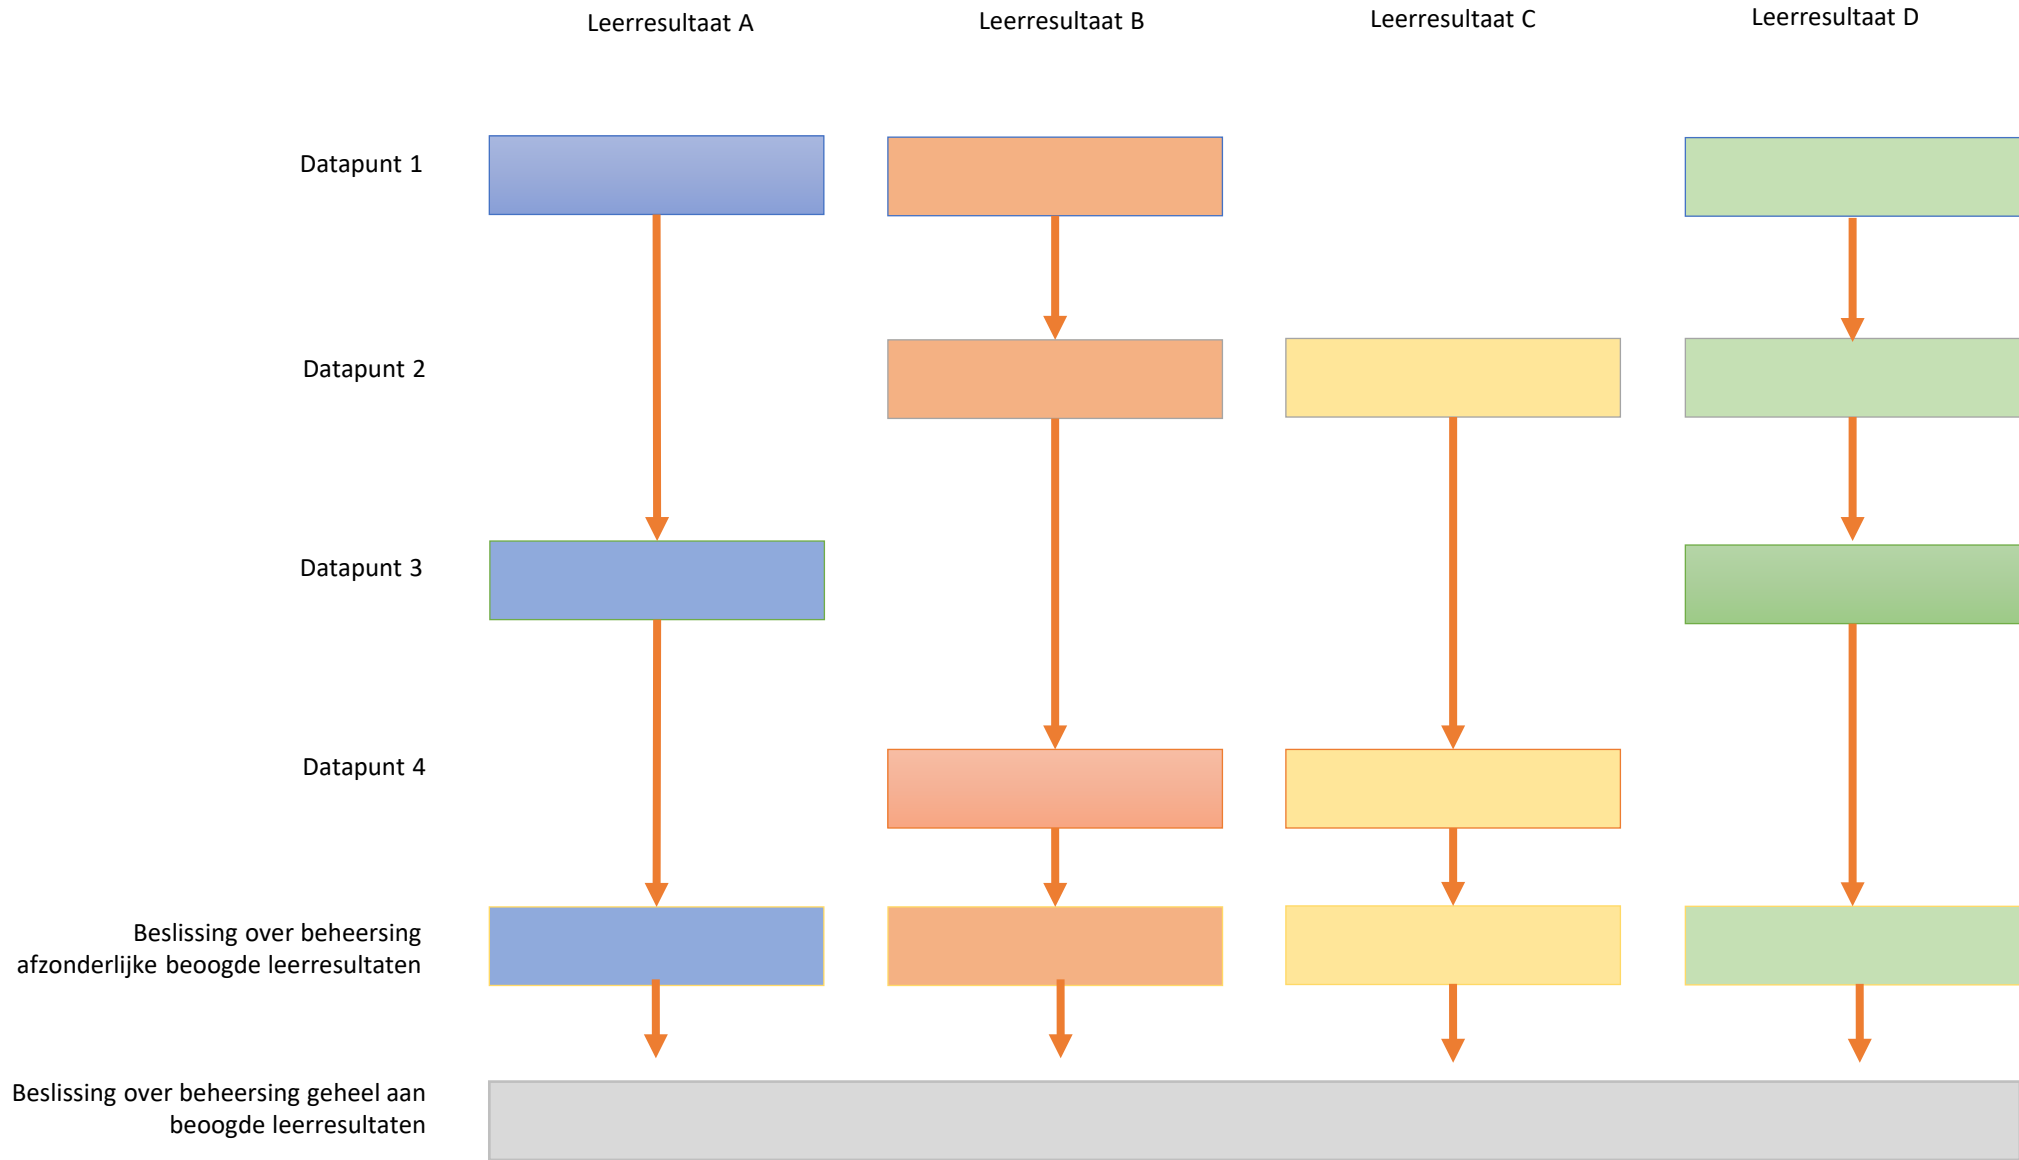 Leerresultaat A
Leerresultaat B
Leerresultaat C
Leerresultaat D
Datapunt 1
Datapunt 2
Datapunt 3
Datapunt 4
Beslissing over beheersing
afzonderlijke beoogde leerresultaten
Beslissing over beheersing geheel aan
beoogde leerresultaten